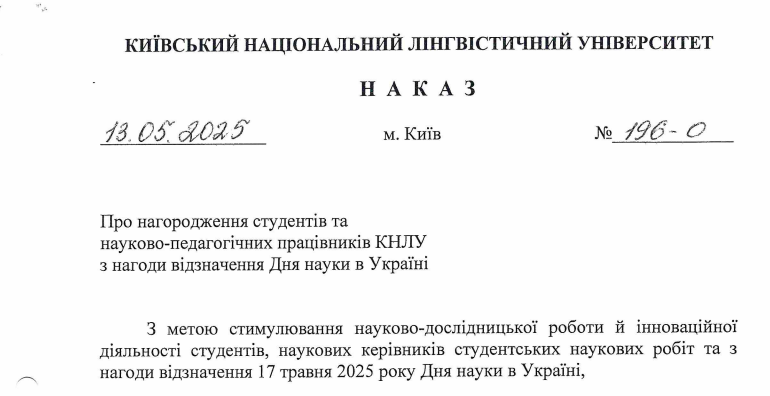 КИЇВСЬКИЙ НАЦІОНАЛЬНИЙ ЛІНГВІСТИЧНИЙ УНІВЕРСИТЕТ
Н А К А З
13.05.2025 м. Київ № 196-О
Про нагородження студентів та
науково-педагогічних працівників КНЛУ
з нагоди відзначення Дня науки в Україні
З метою стимулювання науково-дослідницької роботи й інноваційної
діяльності студентів, наукових керівників студентських наукових робіт та з
нагоди відзначення 17 травня 2025 року Дня науки в Україні,